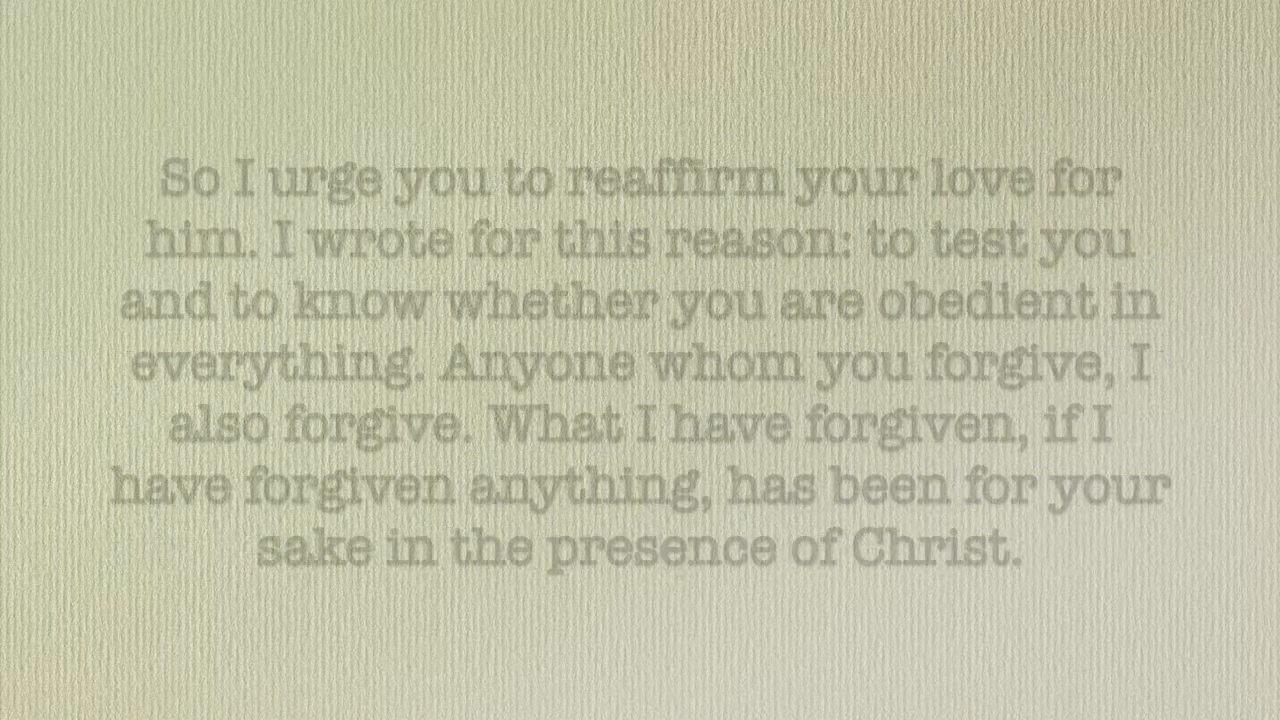 So I urge you to reaffirm your love for
him. I wrote for this reason: to test you
and to know whether you are obedient in
everything. Anyone whom you forgive, I
also forgive. What I have forgiven, if I
have forgiven anything, has been for your
sake in the presence of Christ.